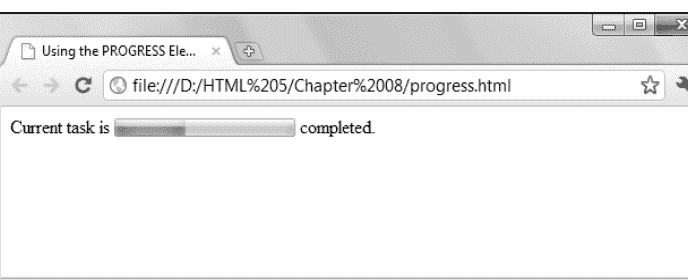 Using the PROGRESS Ele...
file:///D:/HTML%205/Chapter%2008/progress.html
Current task is completed.